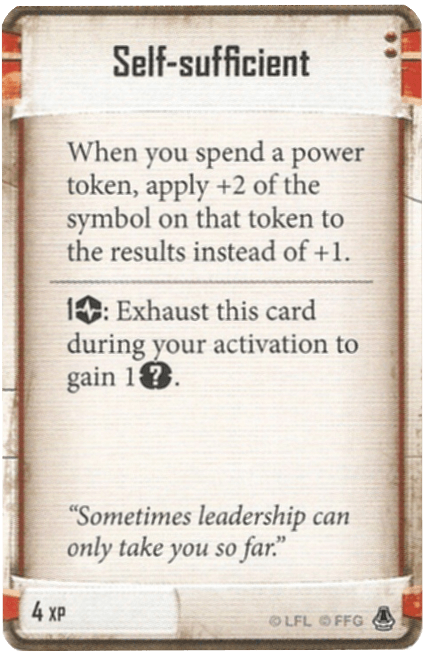 Self-sufficient
When you spend a power
token, apply +2 of the
symbol on that token to
the results instead of +1.
1: Exhaust this card
during your activation to
gain 1?.
“Sometimes leadership can
only take you so far.”
4 XP
© LFL © FFG